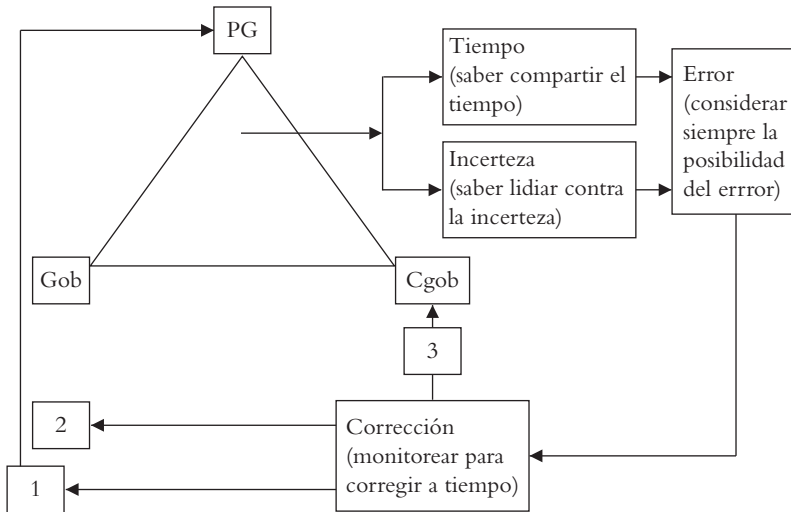 PG
Tiempo
(saber compartir el
tiempo)
Error
(considerar
siempre la
posibilidad
del errror)
Incerteza
(saber lidiar contra
la incerteza)
Gob
Cgob
3
2
Corrección
(monitorear para
corregir a tiempo)
1